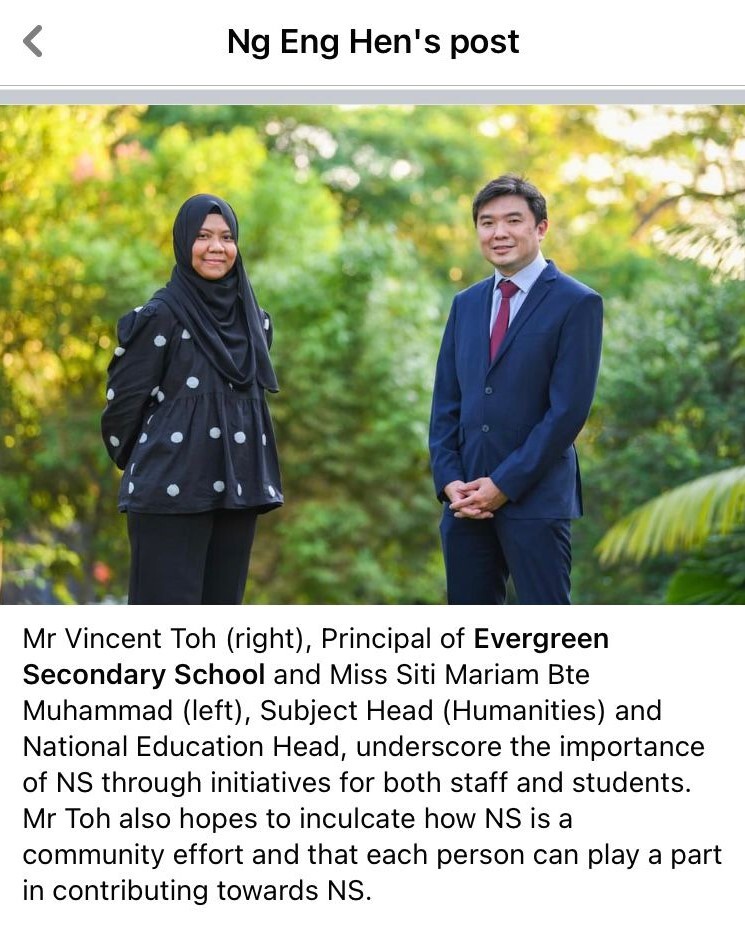 Ng Eng Hen's post
Mr Vincent Toh (right), Principal of Evergreen
Secondary School and Miss Siti Mariam Bte
Muhammad (left), Subject Head (Humanities) and
National Education Head, underscore the importance
of NS through initiatives for both staff and students.
Mr Toh also hopes to inculcate how NS is a
community effort and that each person can play a part
in contributing towards NS.